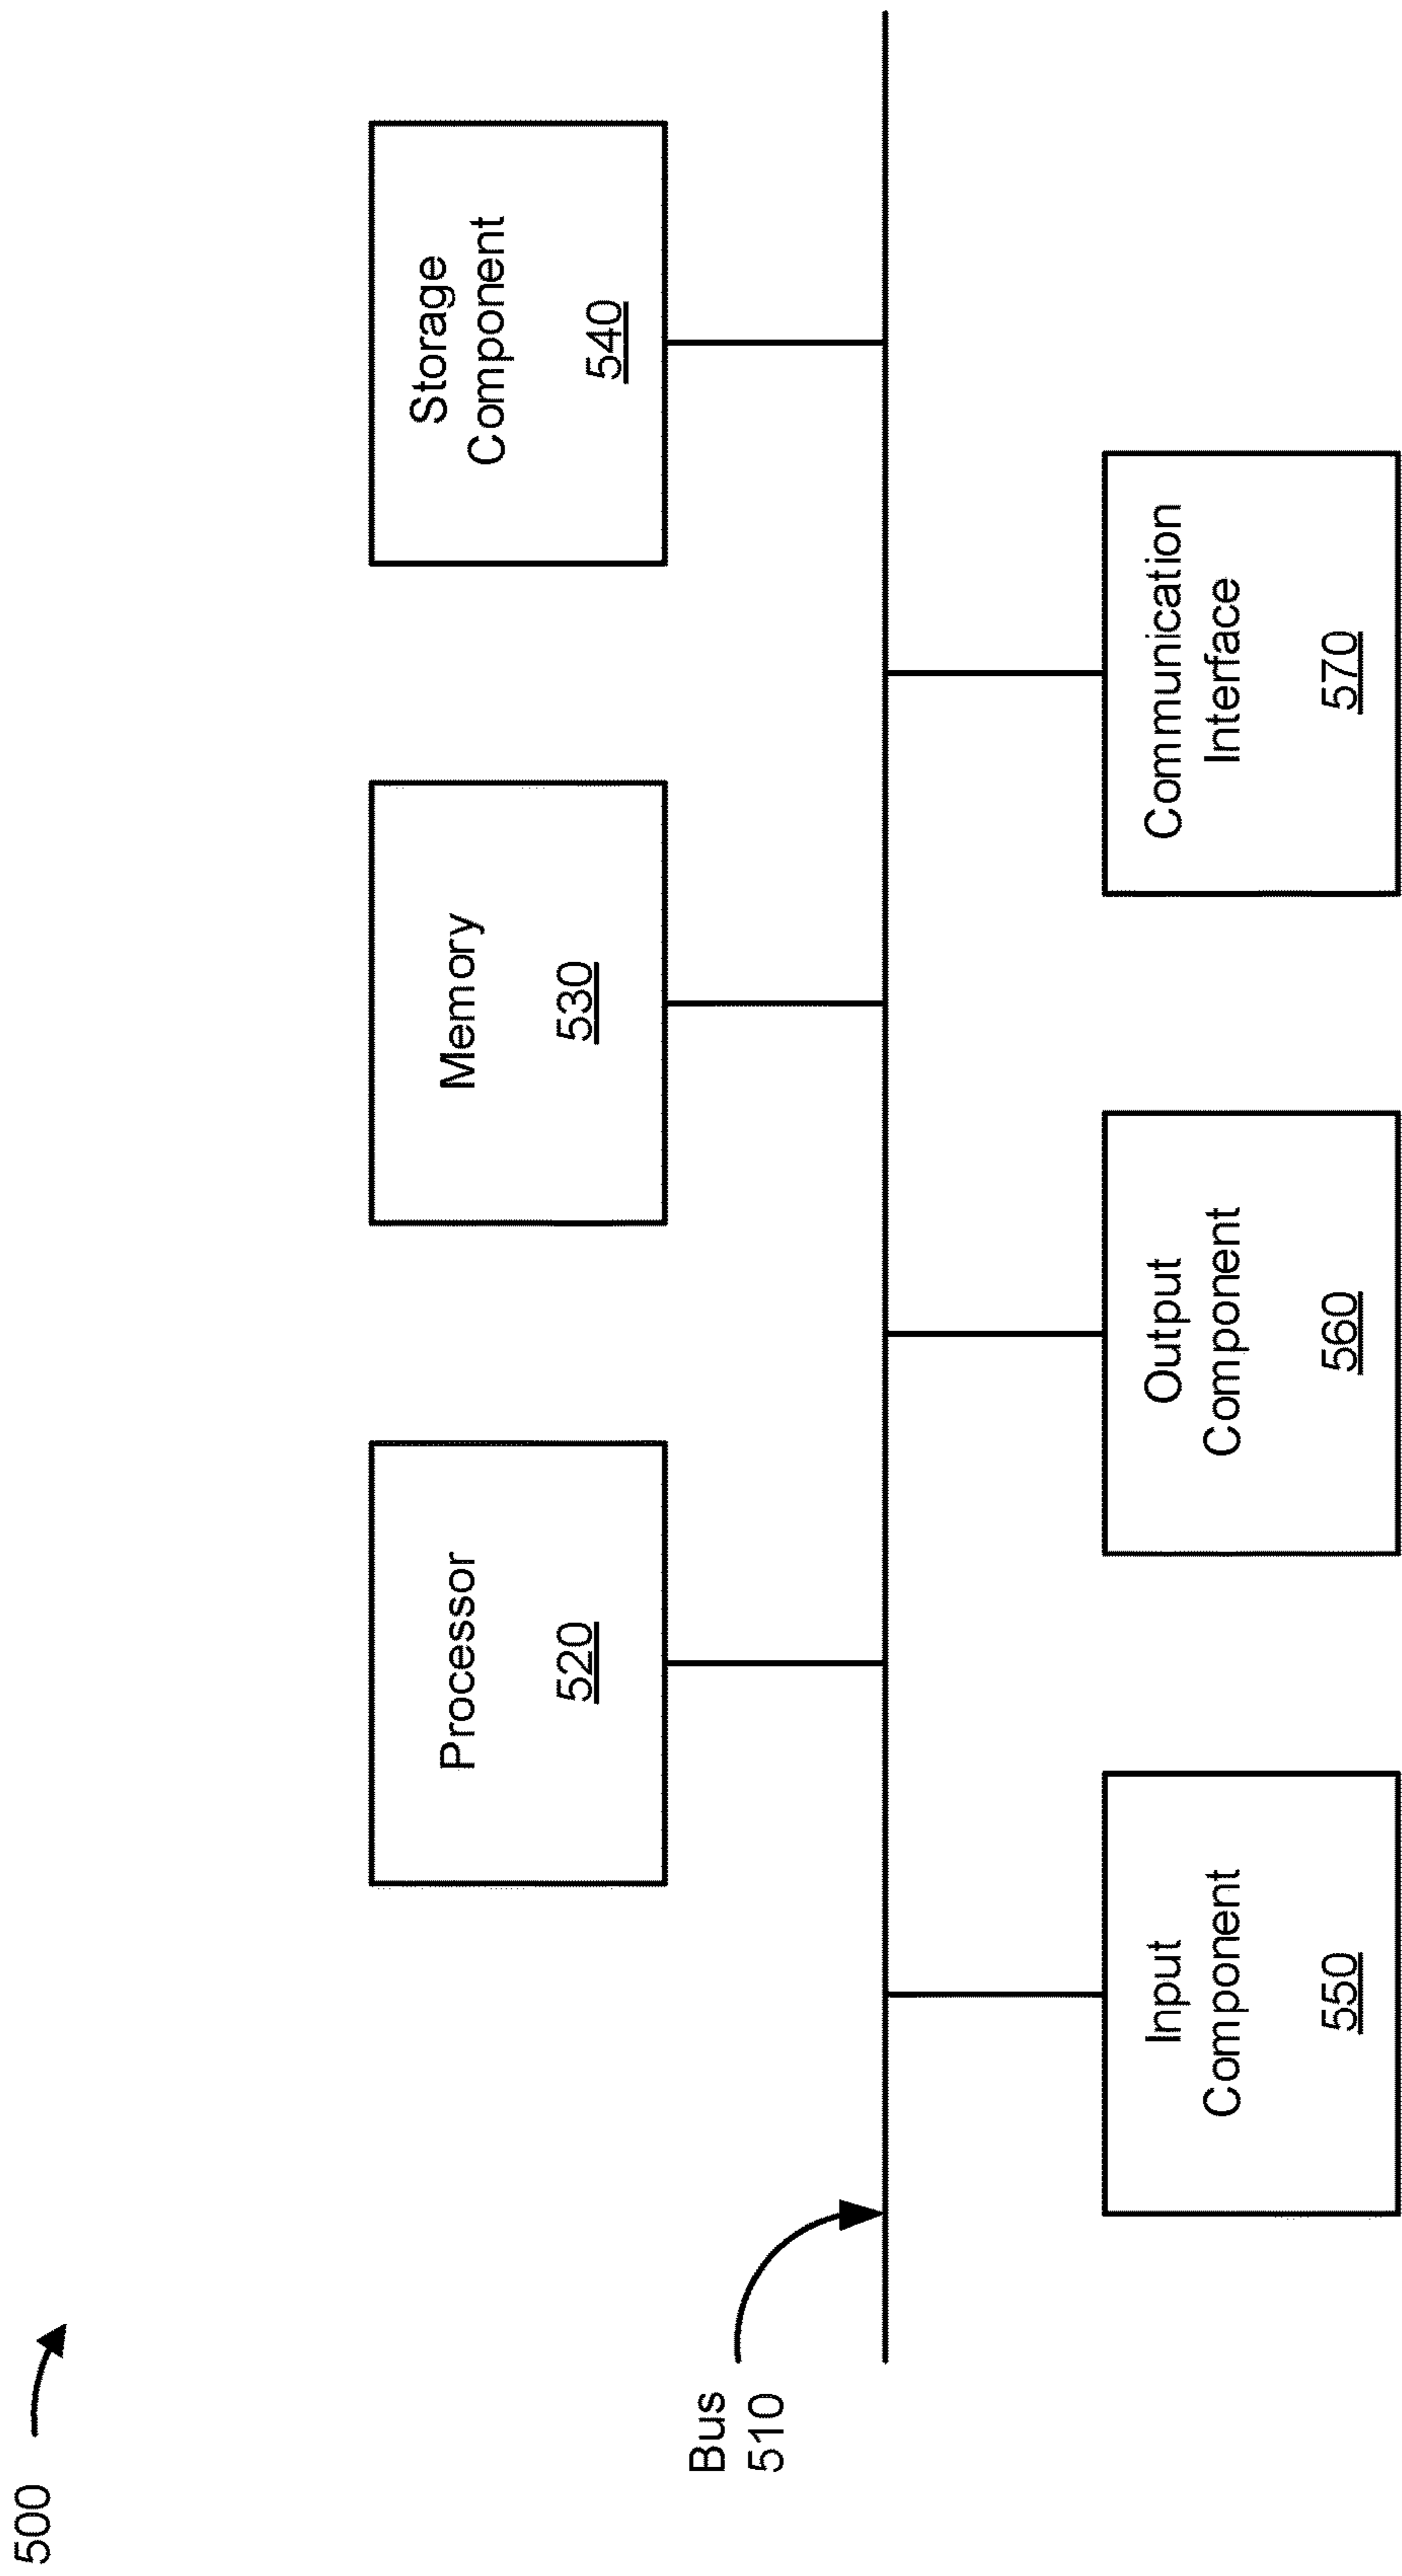 500
Processor
520
Memory
530
Storage
Component
540
Bus
510
Input
Component
550
Output
Component
560
Communication
Interface
570